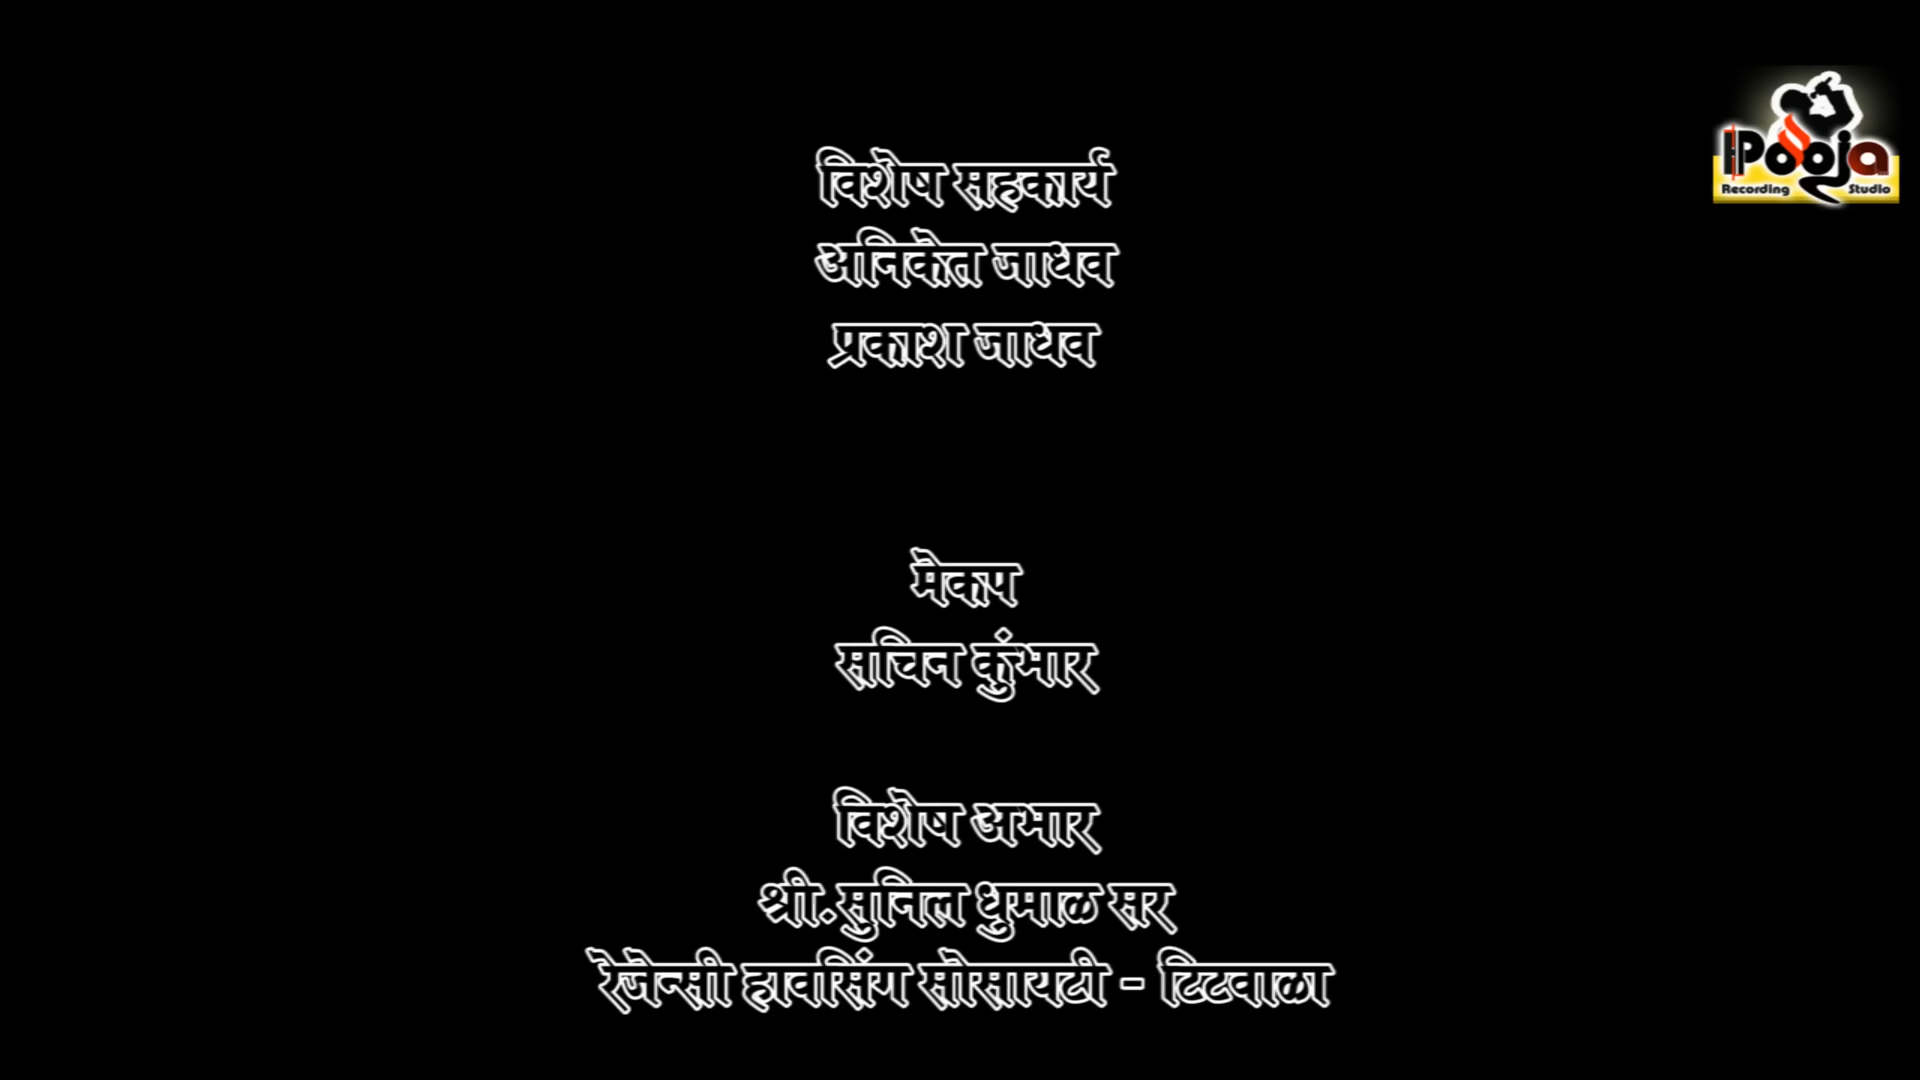 विशेष सहकार्य
अनिकेत जाधव
प्रकाश जाधव
मेकप
सचिन कुंभार
विशेष अभार
श्री.सुनिल धुमाळ सर
रेजेन्सी हावसिंग सोसायटी - टिटवाळा
Pooja
Recording Studio